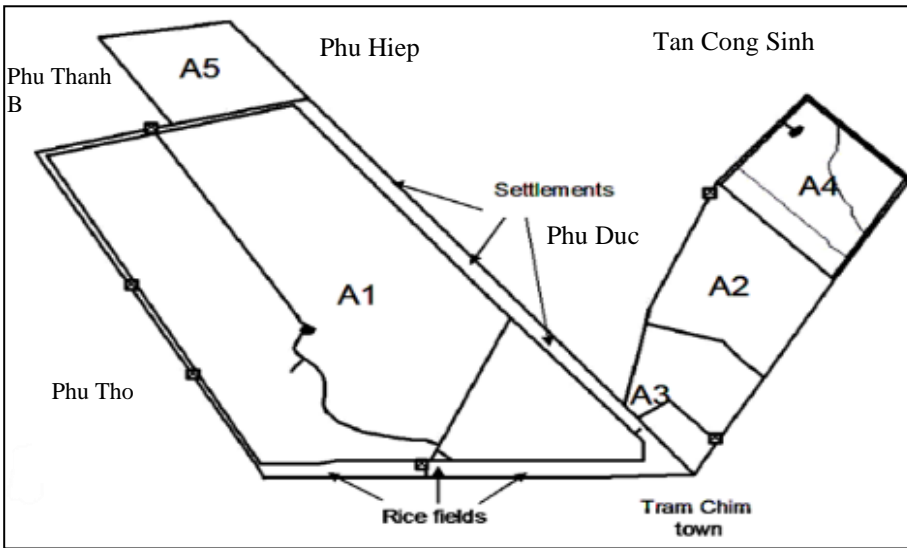 Phu Hiep
Tan Cong Sinh
A5
Phu Thanh
B
Settlements
A4
Phu Duc
A2
A1
Phu Tho
A3
Rice fields
Tram Chim
town